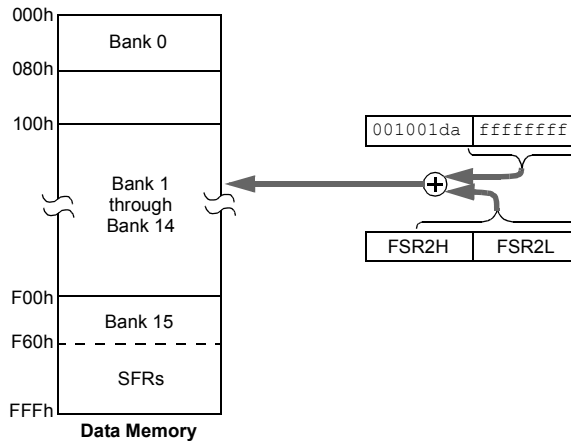 000h
Bank 0
080h
100h
001001da ffffffff
Bank 1
through
Bank 14
FSR2H FSR2L
F00h
Bank 15
F60h
SFRs
FFFh
Data Memory